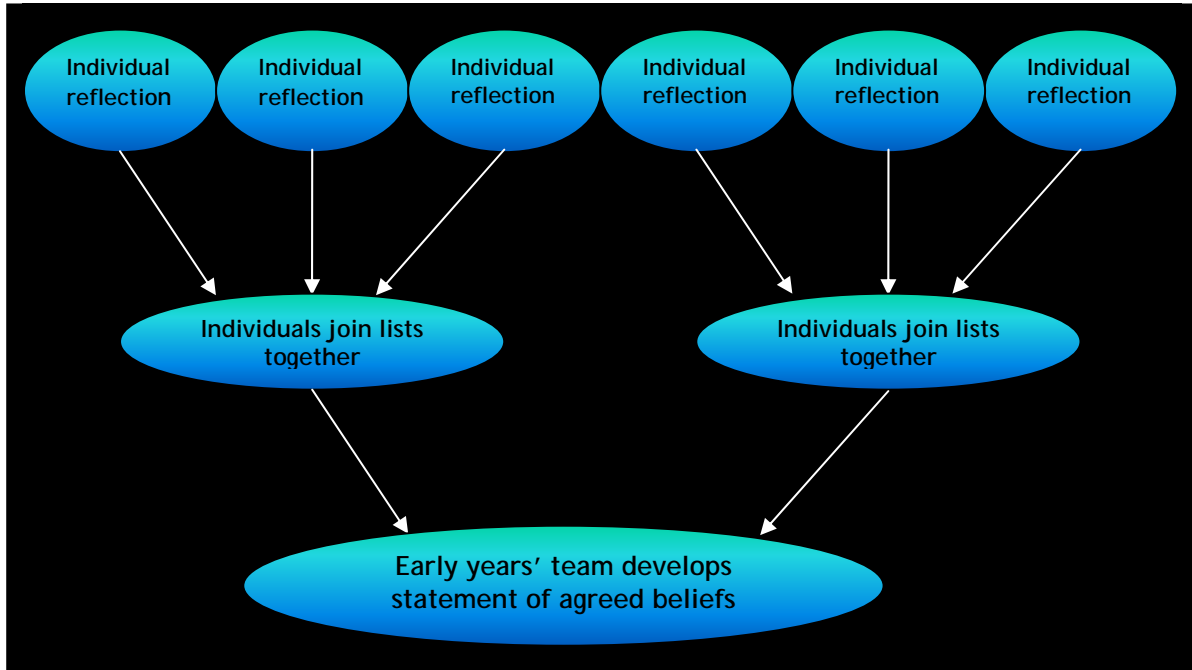 Individual
reflection
Individual
reflection
Individual
reflection
Individual
reflection
Individual
reflection
Individual
reflection
Individuals join lists
together
Individuals join lists
together
Early years’ team develops
statement of agreed beliefs